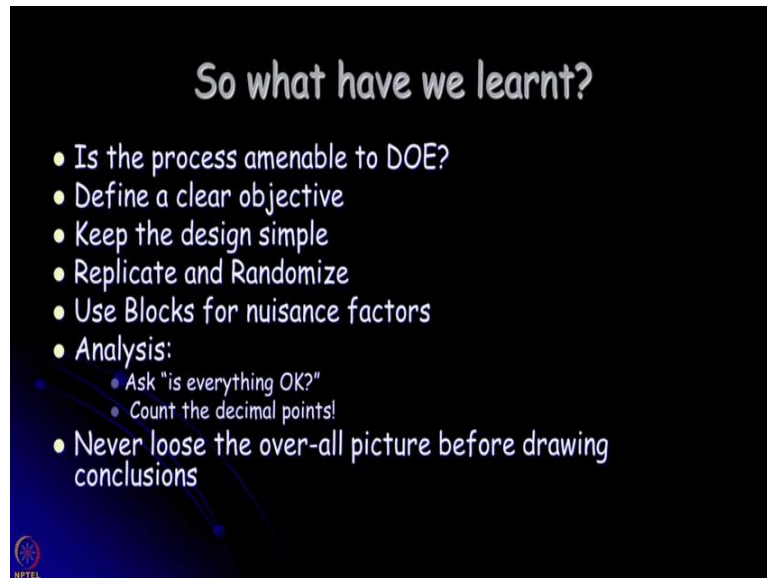 So what have we learnt?
• Is the process amenable to DOE?
• Define a clear objective
• Keep the design simple
• Replicate and Randomize
• Use Blocks for nuisance factors
• Analysis:
• Ask “is everything OK?”
• Count the decimal points!
• Never loose the over-all picture before drawing
conclusions
NPTEL